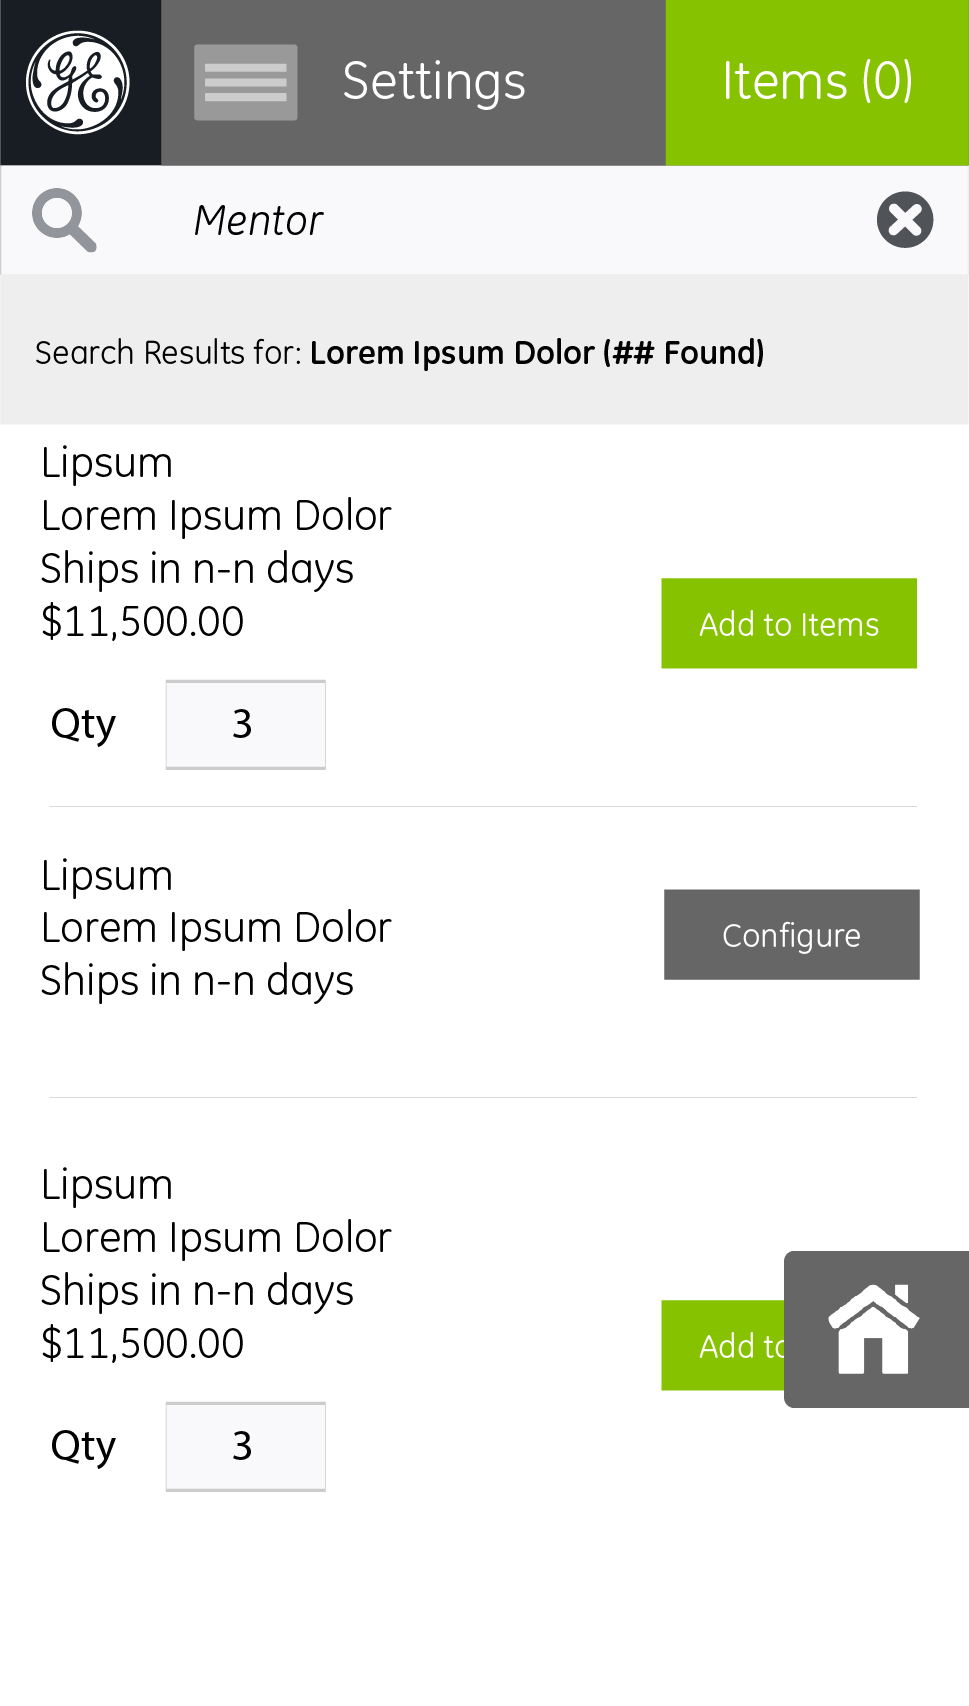 GE
Settings
Items (0)
Mentor
Search Results for: Lorem Ipsum Dolor (## Found)
Lipsum
Lorem Ipsum Dolor
Ships in n-n days
$11,500.00
Add to Items
Qty 3
Lipsum
Lorem Ipsum Dolor
Ships in n-n days
Configure
Lipsum
Lorem Ipsum Dolor
Ships in n-n days
$11,500.00
Add to
Qty 3